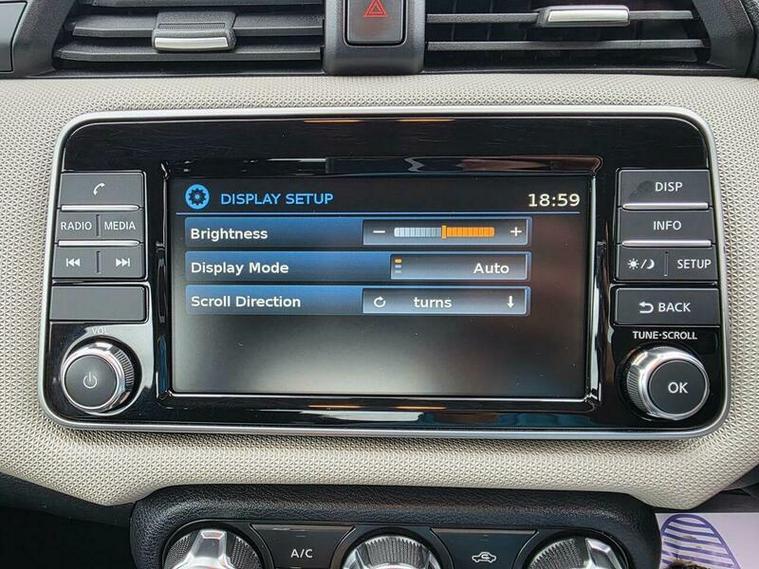 DISP
RADIO MEDIA
INFO
SETUP
BACK
VOL
TUNE·SCROLL
OK
DISPLAY SETUP 18:59
Brightness − +
Display Mode Auto
Scroll Direction turns
A/C